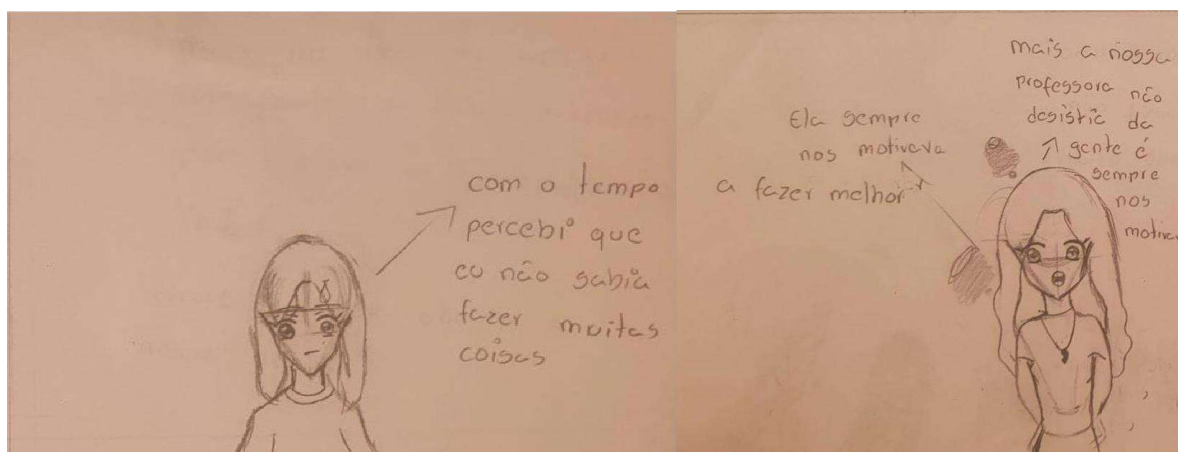 com o tempo
percebi que
eu não sabia
fazer muitas
coisas
Ela sempre
nos motivava
a fazer melhor
mais a nossa
professora não
desistia da
gente é
sempre
nos
motiva